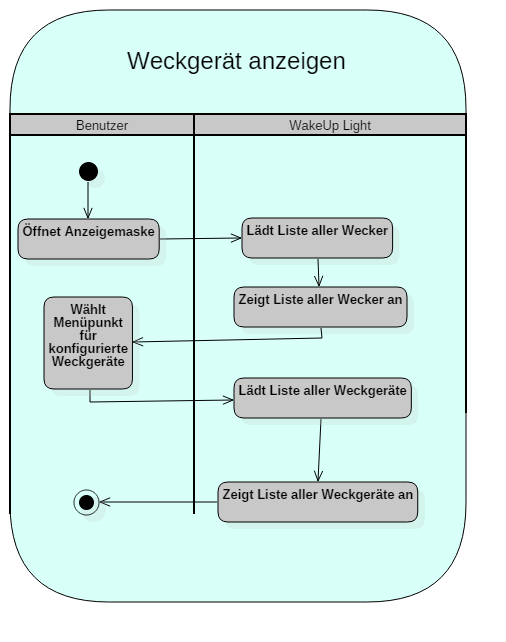 Weckgerät anzeigen
Benutzer
WakeUp Light
Öffnet Anzeigemaske
Lädt Liste aller Wecker
Zeigt Liste aller Wecker an
Wählt
Menüpunkt
für
konfigurierte
Weckgeräte
Lädt Liste aller Weckgeräte
Zeigt Liste aller Weckgeräte an